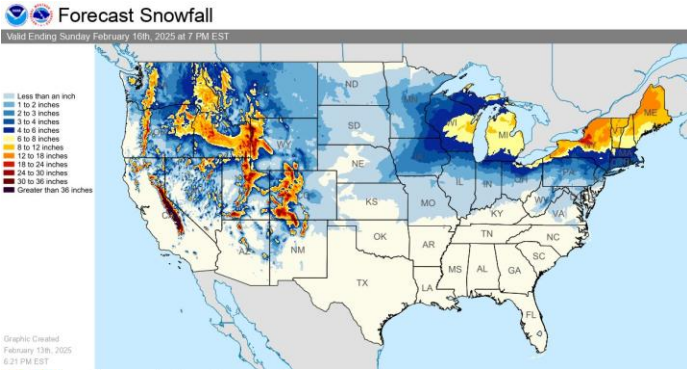 Forecast Snowfall
Valid Ending Sunday February 16th, 2025 at 7 PM EST
Less than an inch
1 to 2 inches
2 to 3 inches
3 to 4 inches
4 to 6 inches
6 to 8 inches
8 to 12 inches
12 to 18 inches
18 to 24 inches
24 to 30 inches
30 to 36 inches
Greater than 36 inches
ND
MN
ME
SD
WI
MI
VT
WY
NE
PA
IL
IN
KS
MO
WV
VA
KY
CA
AZ
NM
OK
AR
TN
NC
SC
TX
MS
AL
GA
LA
FL
Graphic Created
February 13th, 2025
6:21 PM EST